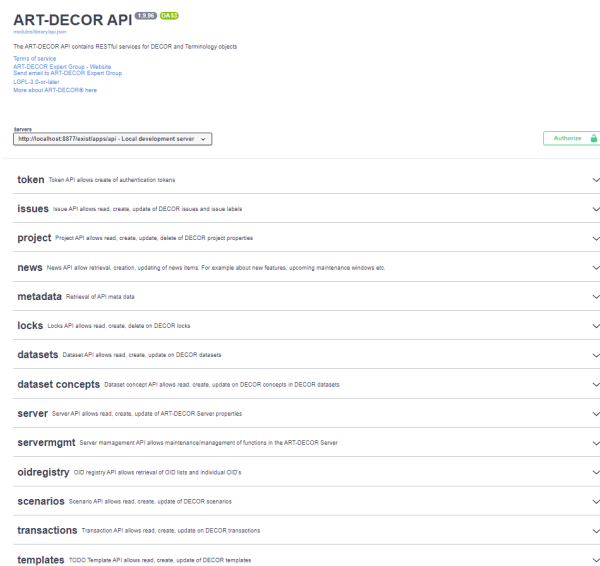 ART-DECOR API 1.9.96 OAS3
modules/library/api.json
The ART-DECOR API contains RESTful services for DECOR and Terminology objects
Terms of service
ART-DECOR Expert Group - Website
Send email to ART-DECOR Expert Group
LGPL-3.0-or-later
More about ART-DECOR® here
Servers
http://localhost:8877/exist/apps/api - Local development server
Authorize
token Token API allows create of authentication tokens
issues Issue API allows read, create, update of DECOR issues and issue labels
project Project API allows read, create, update, delete of DECOR project properties
news News API allow retrieval, creation, updating of news items. For example about new features, upcoming maintenance windows etc.
metadata Retrieval of API meta data
locks Locks API allows read, create, delete on DECOR locks
datasets Dataset API allows read, create, update on DECOR datasets
dataset concepts Dataset concept API allows read, create, update on DECOR concepts in DECOR datasets
server Server API allows read, create, update of ART-DECOR Server properties
servermgmt Server mamagement API allows maintenance/management of functions in the ART-DECOR Server
oidregistry OID registry API allows retrieval of OID lists and individual OID's
scenarios Scenario API allows read, create, update of DECOR scenarios
transactions Transaction API allows read, create, update on DECOR transactions
templates TODO Template API allows read, create, update of DECOR templates